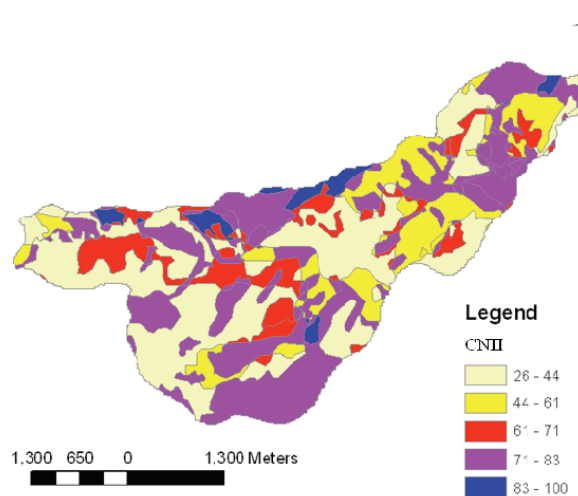 Legend
CNII
26 - 44
44 - 61
61 - 71
71 - 83
83 - 100
1,300 650 0 1,300 Meters